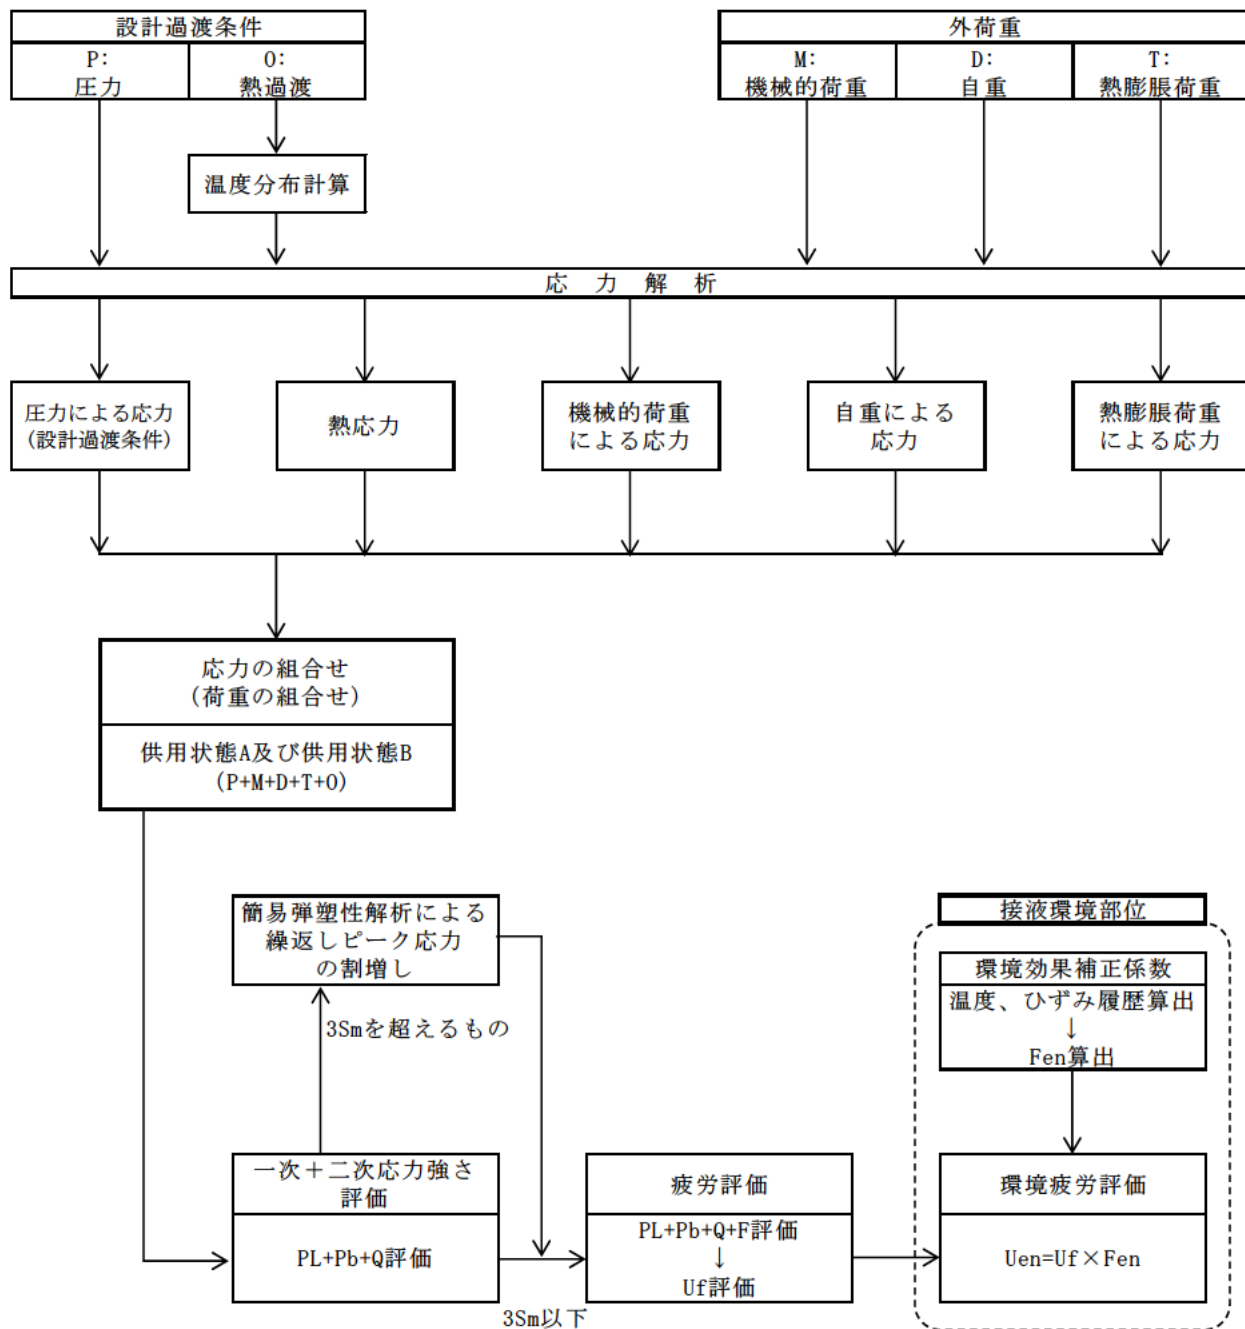 設計過渡条件
P:
圧力
O:
熱過渡
外荷重
M:
機械的荷重
D:
自重
T:
熱膨脹荷重
温度分布計算
応 力 解 析
圧力による応力
(設計過渡条件)
熱応力
機械的荷重
による応力
自重による
応力
熱膨脹荷重
による応力
応力の組合せ
(荷重の組合せ)
供用状態A及び供用状態B
(P+M+D+T+O)
簡易弾塑性解析による
繰返しピーク応力
の割増し
3Smを超えるもの
一次＋二次応力強さ
評価
PL+Pb+Q評価
3Sm以下
疲労評価
PL+Pb+Q+F評価
↓
Uf評価
接液環境部位
環境効果補正係数
温度、ひずみ履歴算出
↓
Fen算出
環境疲労評価
Uen=Uf×Fen